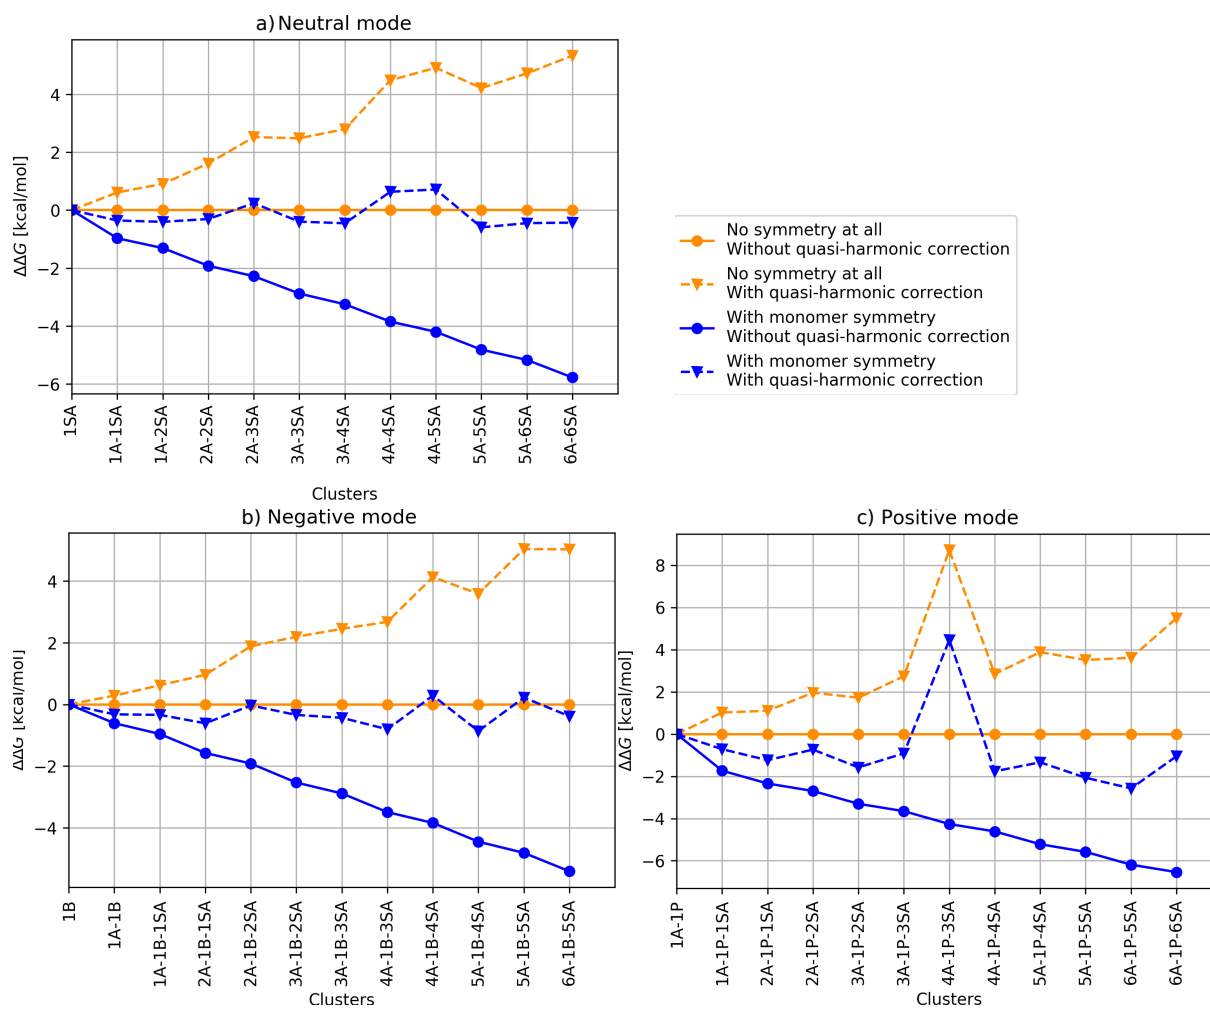 a) Neutral mode
ΔΔG [kcal/mol]
4
2
0
−2
−4
−6
1SA
1A-1SA
1A-2SA
2A-2SA
2A-3SA
3A-3SA
3A-4SA
4A-4SA
4A-5SA
5A-5SA
5A-6SA
6A-6SA
Clusters
No symmetry at all
Without quasi-harmonic correction
No symmetry at all
With quasi-harmonic correction
With monomer symmetry
Without quasi-harmonic correction
With monomer symmetry
With quasi-harmonic correction
b) Negative mode
ΔΔG [kcal/mol]
4
2
0
−2
−4
1B
1A-1B
1A-1B-1SA
2A-1B-1SA
2A-1B-2SA
3A-1B-2SA
3A-1B-3SA
4A-1B-3SA
4A-1B-4SA
5A-1B-4SA
5A-1B-5SA
6A-1B-5SA
Clusters
c) Positive mode
ΔΔG [kcal/mol]
8
6
4
2
0
−2
−4
−6
1A-1P
1A-1P-1SA
2A-1P-1SA
2A-1P-2SA
3A-1P-2SA
3A-1P-3SA
4A-1P-3SA
4A-1P-4SA
5A-1P-4SA
5A-1P-5SA
6A-1P-5SA
6A-1P-6SA
Clusters